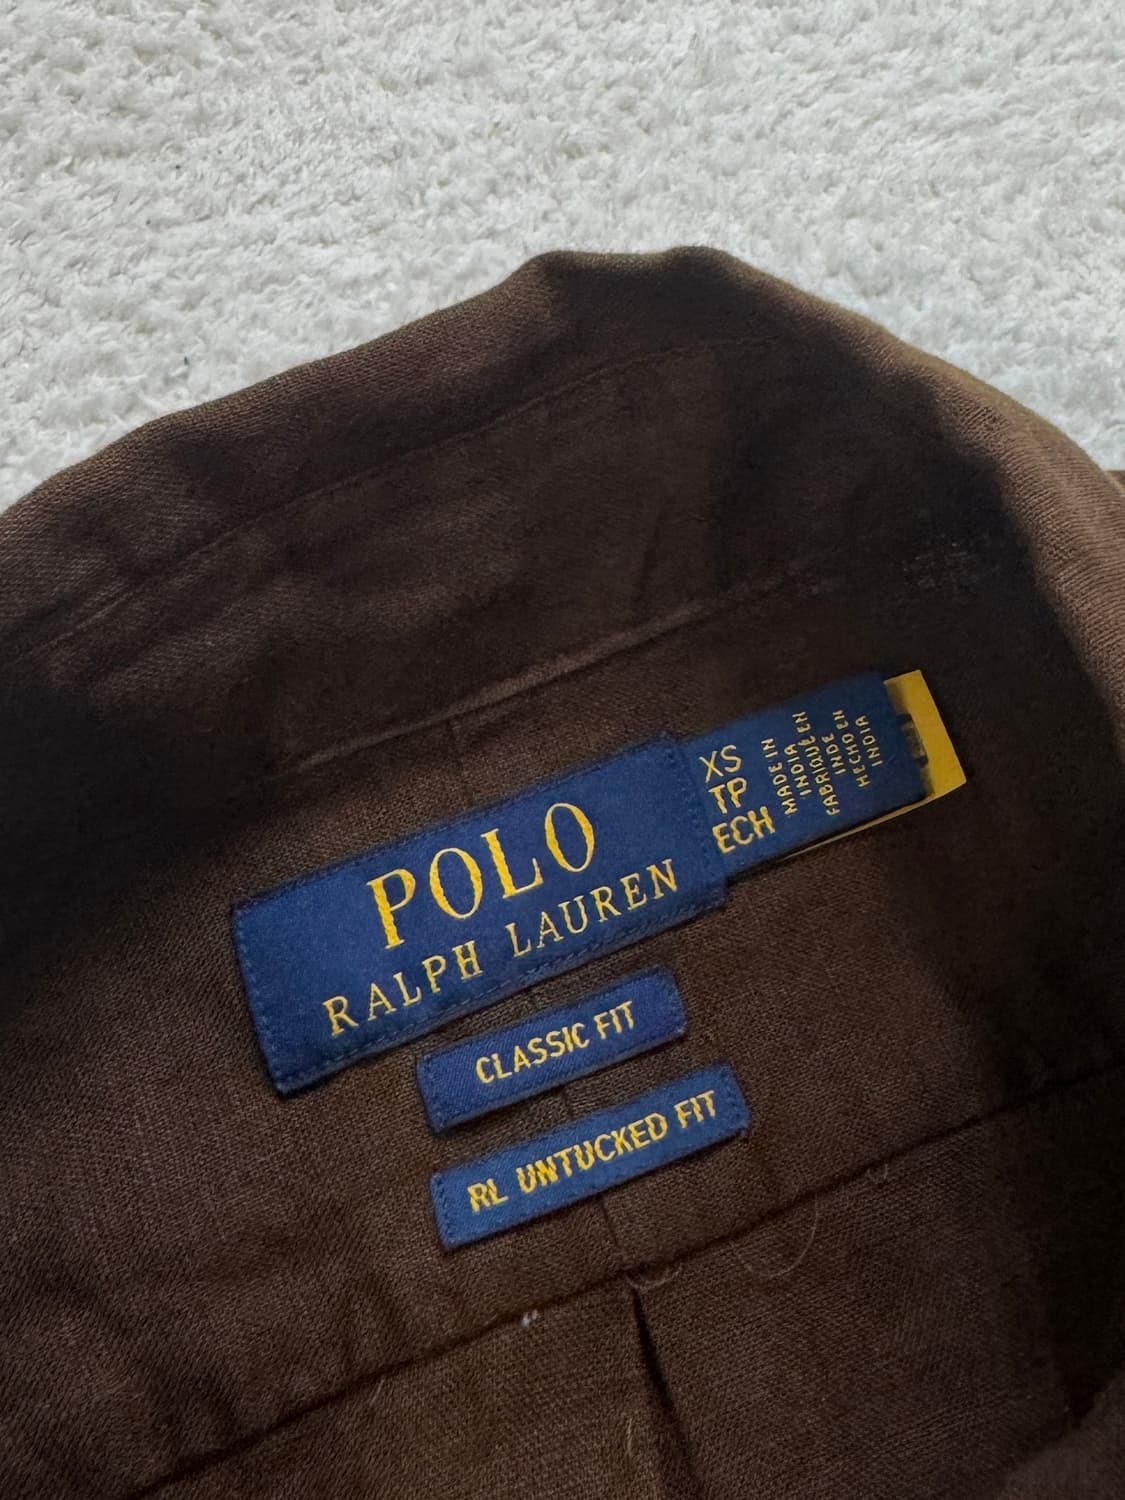 POLO
RALPH LAUREN
XS
TP
ECH
MADE IN
INDIA
FABRIQUÉ EN
INDE
HECHO EN
INDIA
CLASSIC FIT
RL UNTUCKED FIT